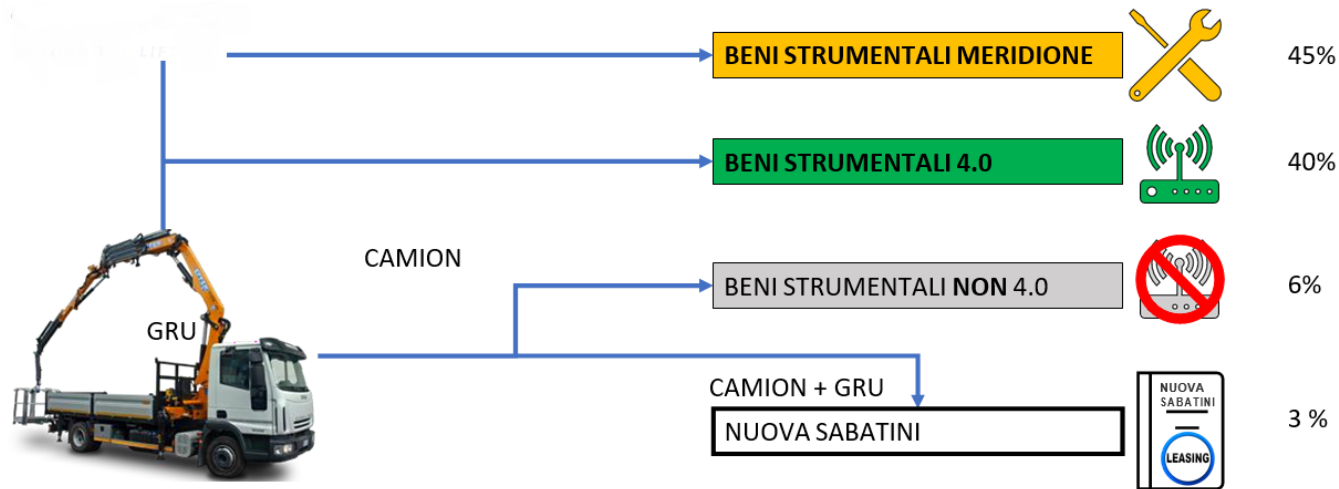 BENI STRUMENTALI MERIDIONE
45%
BENI STRUMENTALI 4.0
40%
CAMION
BENI STRUMENTALI NON 4.0
6%
GRU
CAMION + GRU
NUOVA SABATINI
NUOVA
SABATINI
LEASING
3 %